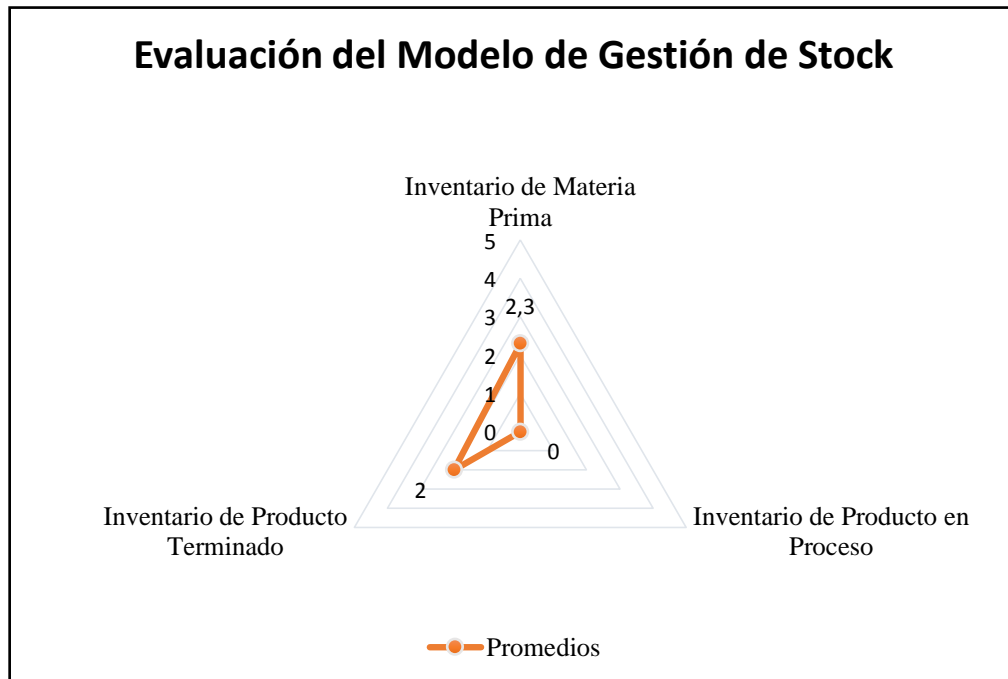 Evaluación del Modelo de Gestión de Stock
Inventario de Materia
Prima
5
4
2,3
3
2
1
0
0
2
Inventario de Producto
Terminado
Inventario de Producto en
Proceso
Promedios